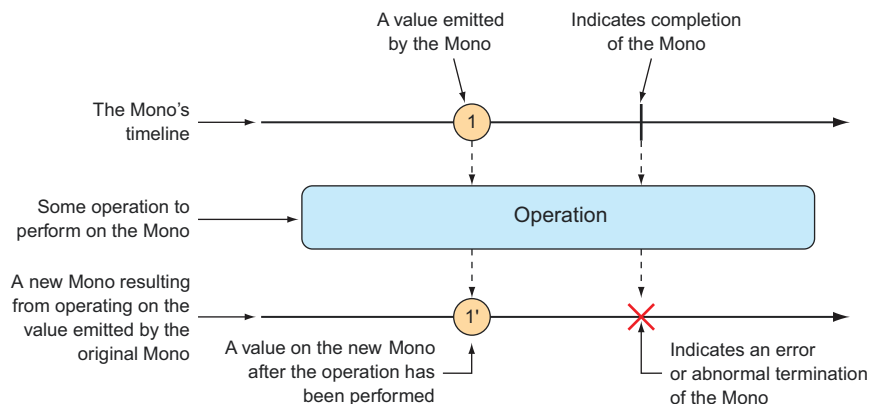 A value emitted
by the Mono
Indicates completion
of the Mono
The Mono's
timeline
1
Some operation to
perform on the Mono
Operation
A new Mono resulting
from operating on the
value emitted by the
original Mono
1'
A value on the new Mono
after the operation has
been performed
Indicates an error
or abnormal termination
of the Mono